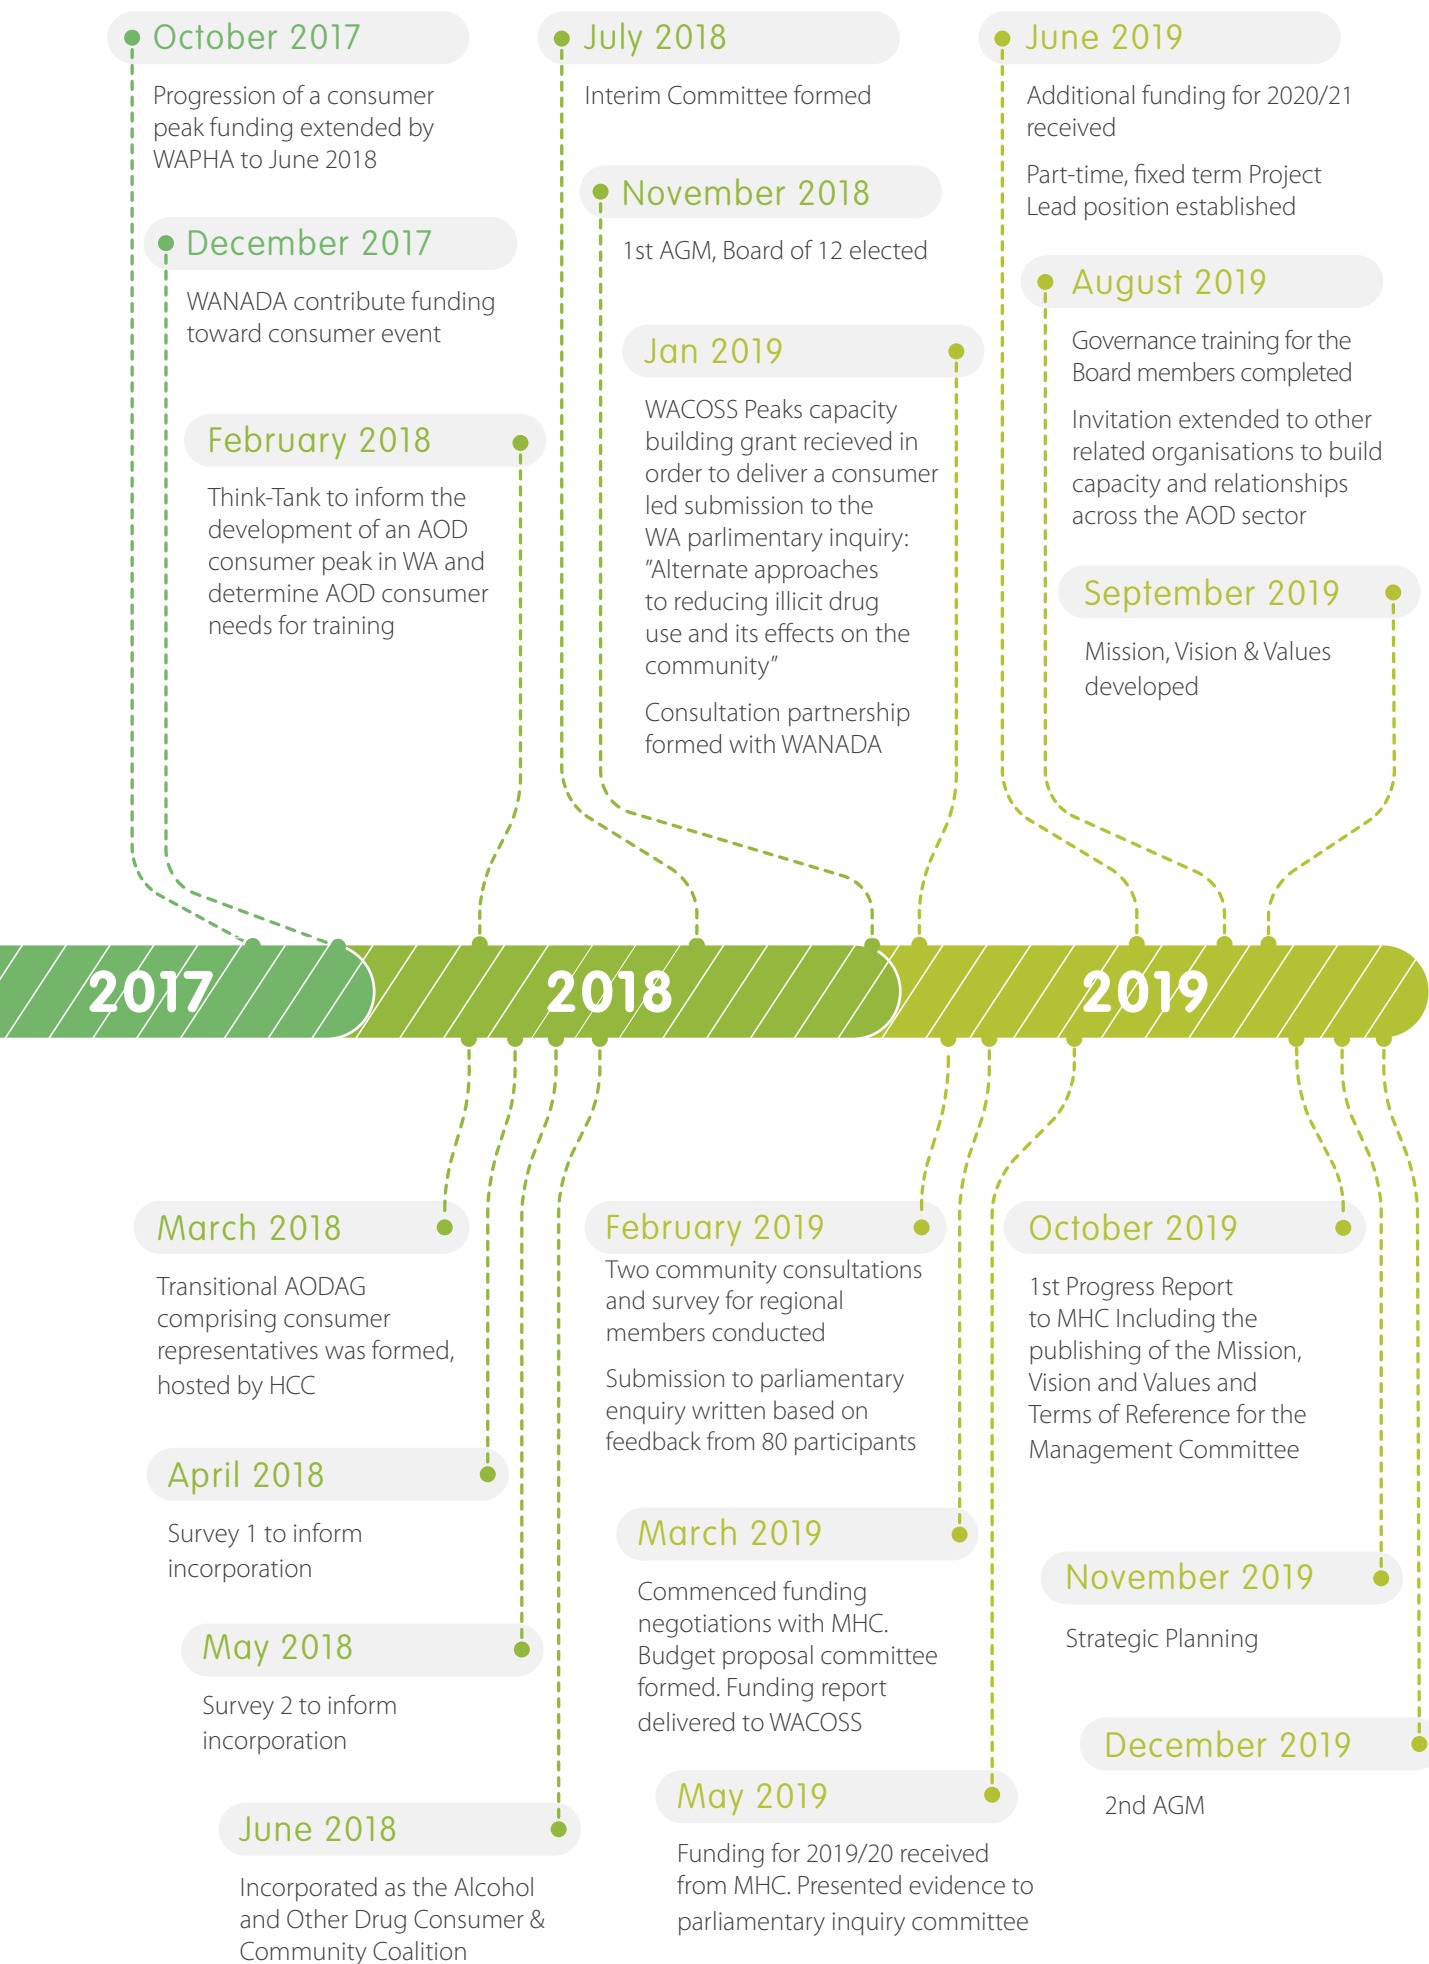 October 2017
Progression of a consumer
peak funding extended by
WAPHA to June 2018
December 2017
WANADA contribute funding
toward consumer event
February 2018
Think-Tank to inform the
development of an AOD
consumer peak in WA and
determine AOD consumer
needs for training
July 2018
Interim Committee formed
November 2018
1st AGM, Board of 12 elected
Jan 2019
WACOSS Peaks capacity
building grant recieved in
order to deliver a consumer
led submission to the
WA parlimentary inquiry:
"Alternate approaches
to reducing illicit drug
use and its effects on the
community"
Consultation partnership
formed with WANADA
June 2019
Additional funding for 2020/21
received
Part-time, fixed term Project
Lead position established
August 2019
Governance training for the
Board members completed
Invitation extended to other
related organisations to build
capacity and relationships
across the AOD sector
September 2019
Mission, Vision & Values
developed
2017
2018
2019
March 2018
Transitional AODAG
comprising consumer
representatives was formed,
hosted by HCC
April 2018
Survey 1 to inform
incorporation
May 2018
Survey 2 to inform
incorporation
June 2018
Incorporated as the Alcohol
and Other Drug Consumer &
Community Coalition
February 2019
Two community consultations
and survey for regional
members conducted
Submission to parliamentary
enquiry written based on
feedback from 80 participants
March 2019
Commenced funding
negotiations with MHC.
Budget proposal committee
formed. Funding report
delivered to WACOSS
May 2019
Funding for 2019/20 received
from MHC. Presented evidence to
parliamentary inquiry committee
October 2019
1st Progress Report
to MHC Including the
publishing of the Mission,
Vision and Values and
Terms of Reference for the
Management Committee
November 2019
Strategic Planning
December 2019
2nd AGM